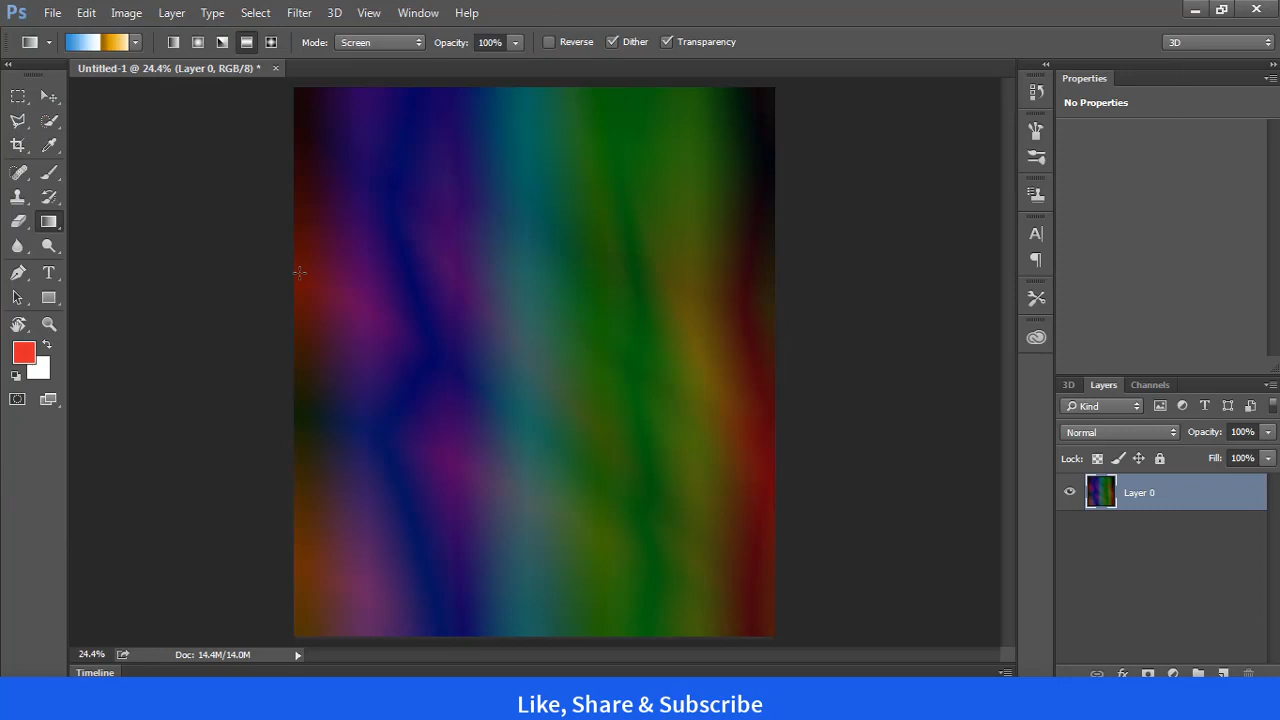 Ps File Edit Image Layer Type Select Filter 3D View Window Help
Mode: Screen Opacity: 100% Reverse Dither Transparency 3D
Untitled-1 @ 24.4% (Layer 0, RGB/8) * ×
Properties
No Properties
3D Layers Channels
Kind
Normal Opacity: 100%
Lock: Fill: 100%
Layer 0
24.4% Doc: 14.4M/14.0M
Timeline
Like, Share & Subscribe